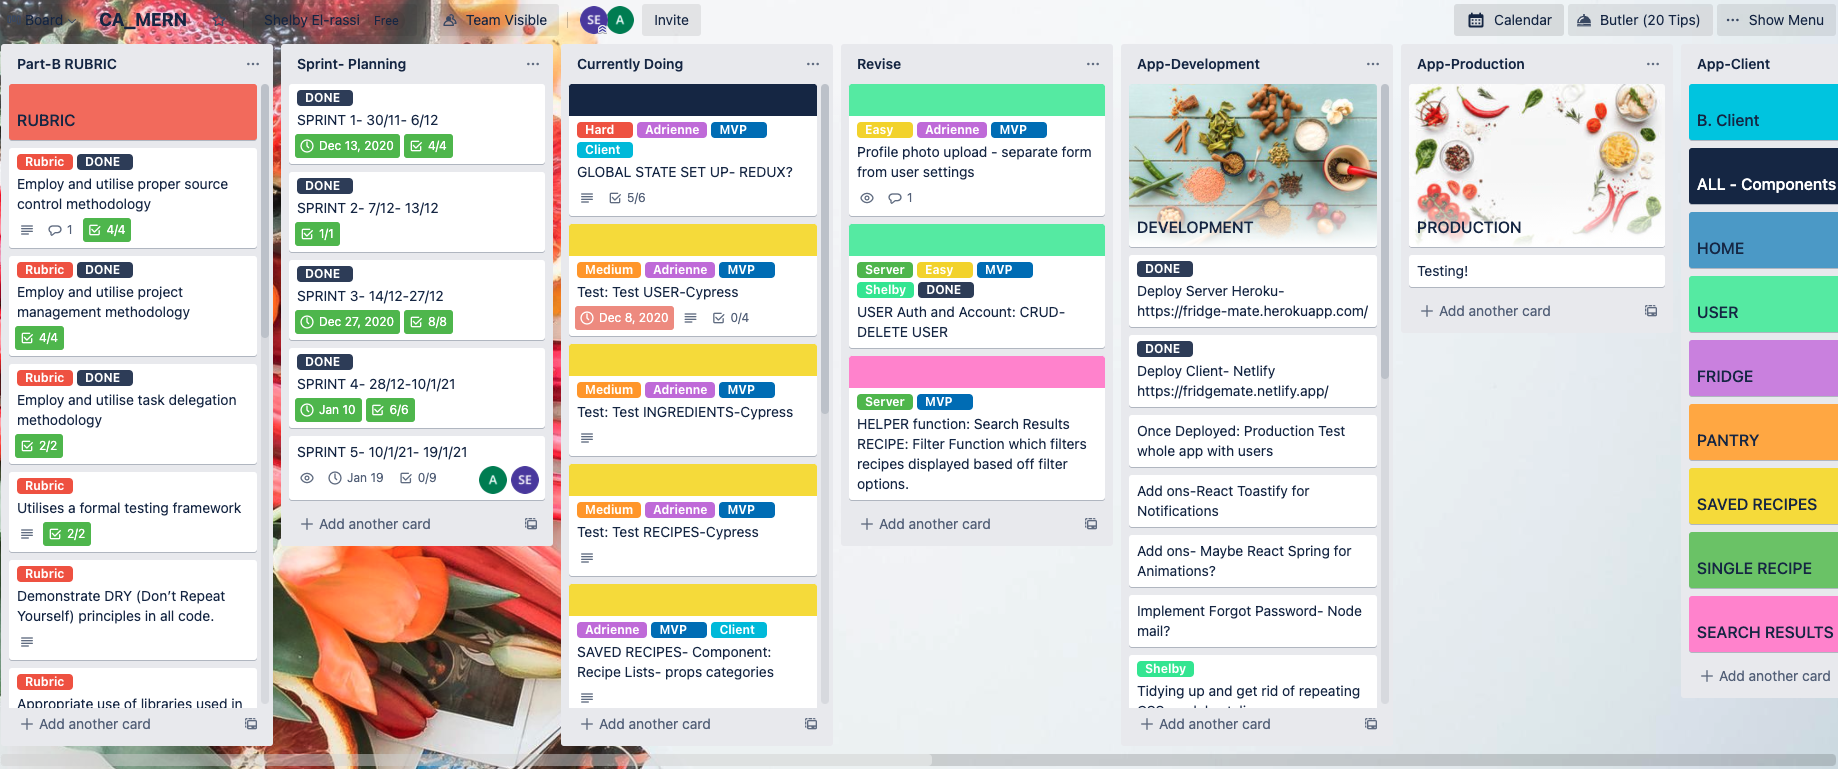 Board
CA_MERN
Shelby El-rassi
Free
Team Visible
SE
A
Invite
Calendar
Butler (20 Tips)
Show Menu
Part-B RUBRIC
RUBRIC
Rubric DONE
Employ and utilise proper source
control methodology
1 4/4
Rubric DONE
Employ and utilise project
management methodology
4/4
Rubric DONE
Employ and utilise task delegation
methodology
2/2
Rubric
Utilises a formal testing framework
2/2
Rubric
Demonstrate DRY (Don’t Repeat
Yourself) principles in all code.
Rubric
Appropriate use of libraries used in
+ Add another card
Sprint- Planning
DONE
SPRINT 1- 30/11- 6/12
Dec 13, 2020 4/4
DONE
SPRINT 2- 7/12- 13/12
1/1
DONE
SPRINT 3- 14/12-27/12
Dec 27, 2020 8/8
DONE
SPRINT 4- 28/12-10/1/21
Jan 10 6/6
SPRINT 5- 10/1/21- 19/1/21
Jan 19 0/9 A SE
+ Add another card
Currently Doing
Hard Adrienne MVP
Client
GLOBAL STATE SET UP- REDUX?
5/6
Medium Adrienne MVP
Test: Test USER-Cypress
Dec 8, 2020 0/4
Medium Adrienne MVP
Test: Test INGREDIENTS-Cypress
Medium Adrienne MVP
Test: Test RECIPES-Cypress
Adrienne MVP Client
SAVED RECIPES- Component:
Recipe Lists- props categories
+ Add another card
Revise
Easy Adrienne MVP
Profile photo upload - separate form
from user settings
1
Server Easy MVP
Shelby DONE
USER Auth and Account: CRUD-
DELETE USER
Server MVP
HELPER function: Search Results
RECIPE: Filter Function which filters
recipes displayed based off filter
options.
+ Add another card
App-Development
DEVELOPMENT
DONE
Deploy Server Heroku-
https://fridge-mate.herokuapp.com/
DONE
Deploy Client- Netlify
https://fridgemate.netlify.app/
Once Deployed: Production Test
whole app with users
Add ons-React Toastify for
Notifications
Add ons- Maybe React Spring for
Animations?
Implement Forgot Password- Node
mail?
Shelby
Tidying up and get rid of repeating
+ Add another card
App-Production
PRODUCTION
Testing!
+ Add another card
App-Client
B. Client
ALL - Components
HOME
USER
FRIDGE
PANTRY
SAVED RECIPES
SINGLE RECIPE
SEARCH RESULTS
+ Add another card